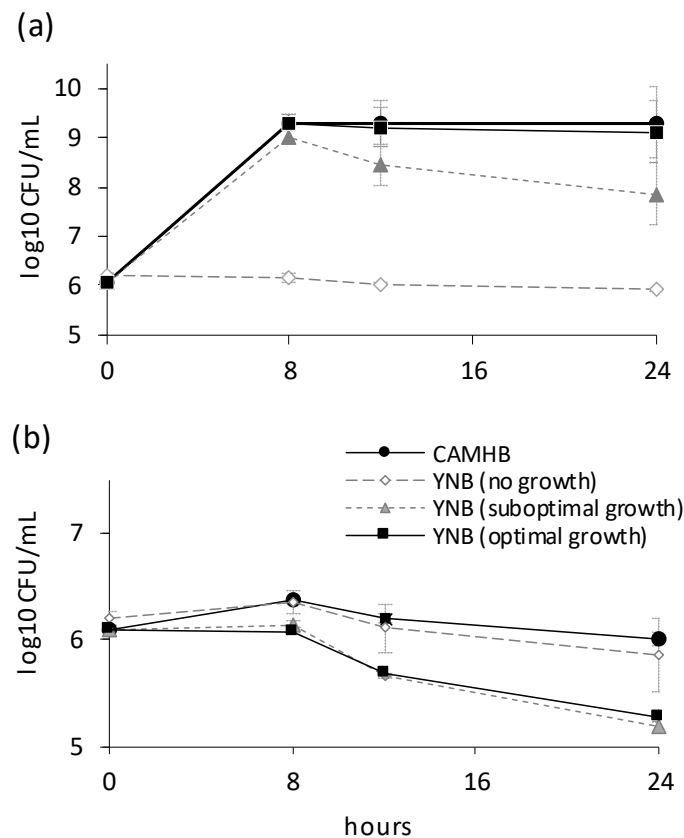 (a)
log10 CFU/mL
10
9
8
7
6
5
0 8 16 24
(b)
CAMHB
YNB (no growth)
YNB (suboptimal growth)
YNB (optimal growth)
log10 CFU/mL
7
6
5
0 8 16 24
hours